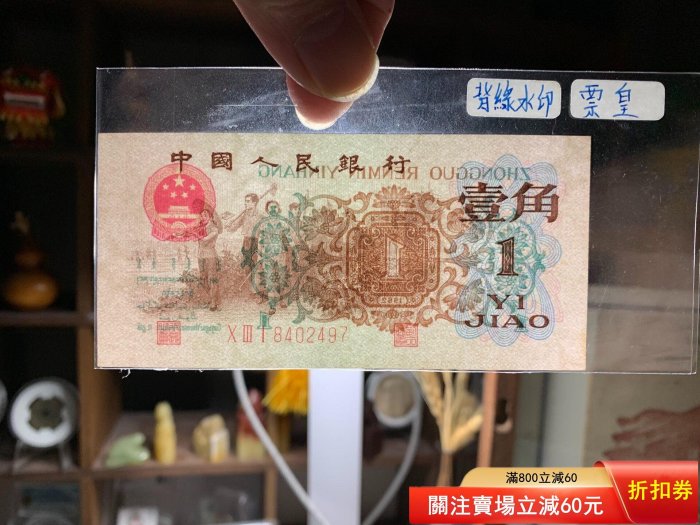 背綠水印
票皇
中國人民銀行
ZHONGGUO RENMIN YINHANG
壹角
1
1
YI
JIAO
1
XIII I 8402497
滿800立減60
關注賣場立減60元
折扣券